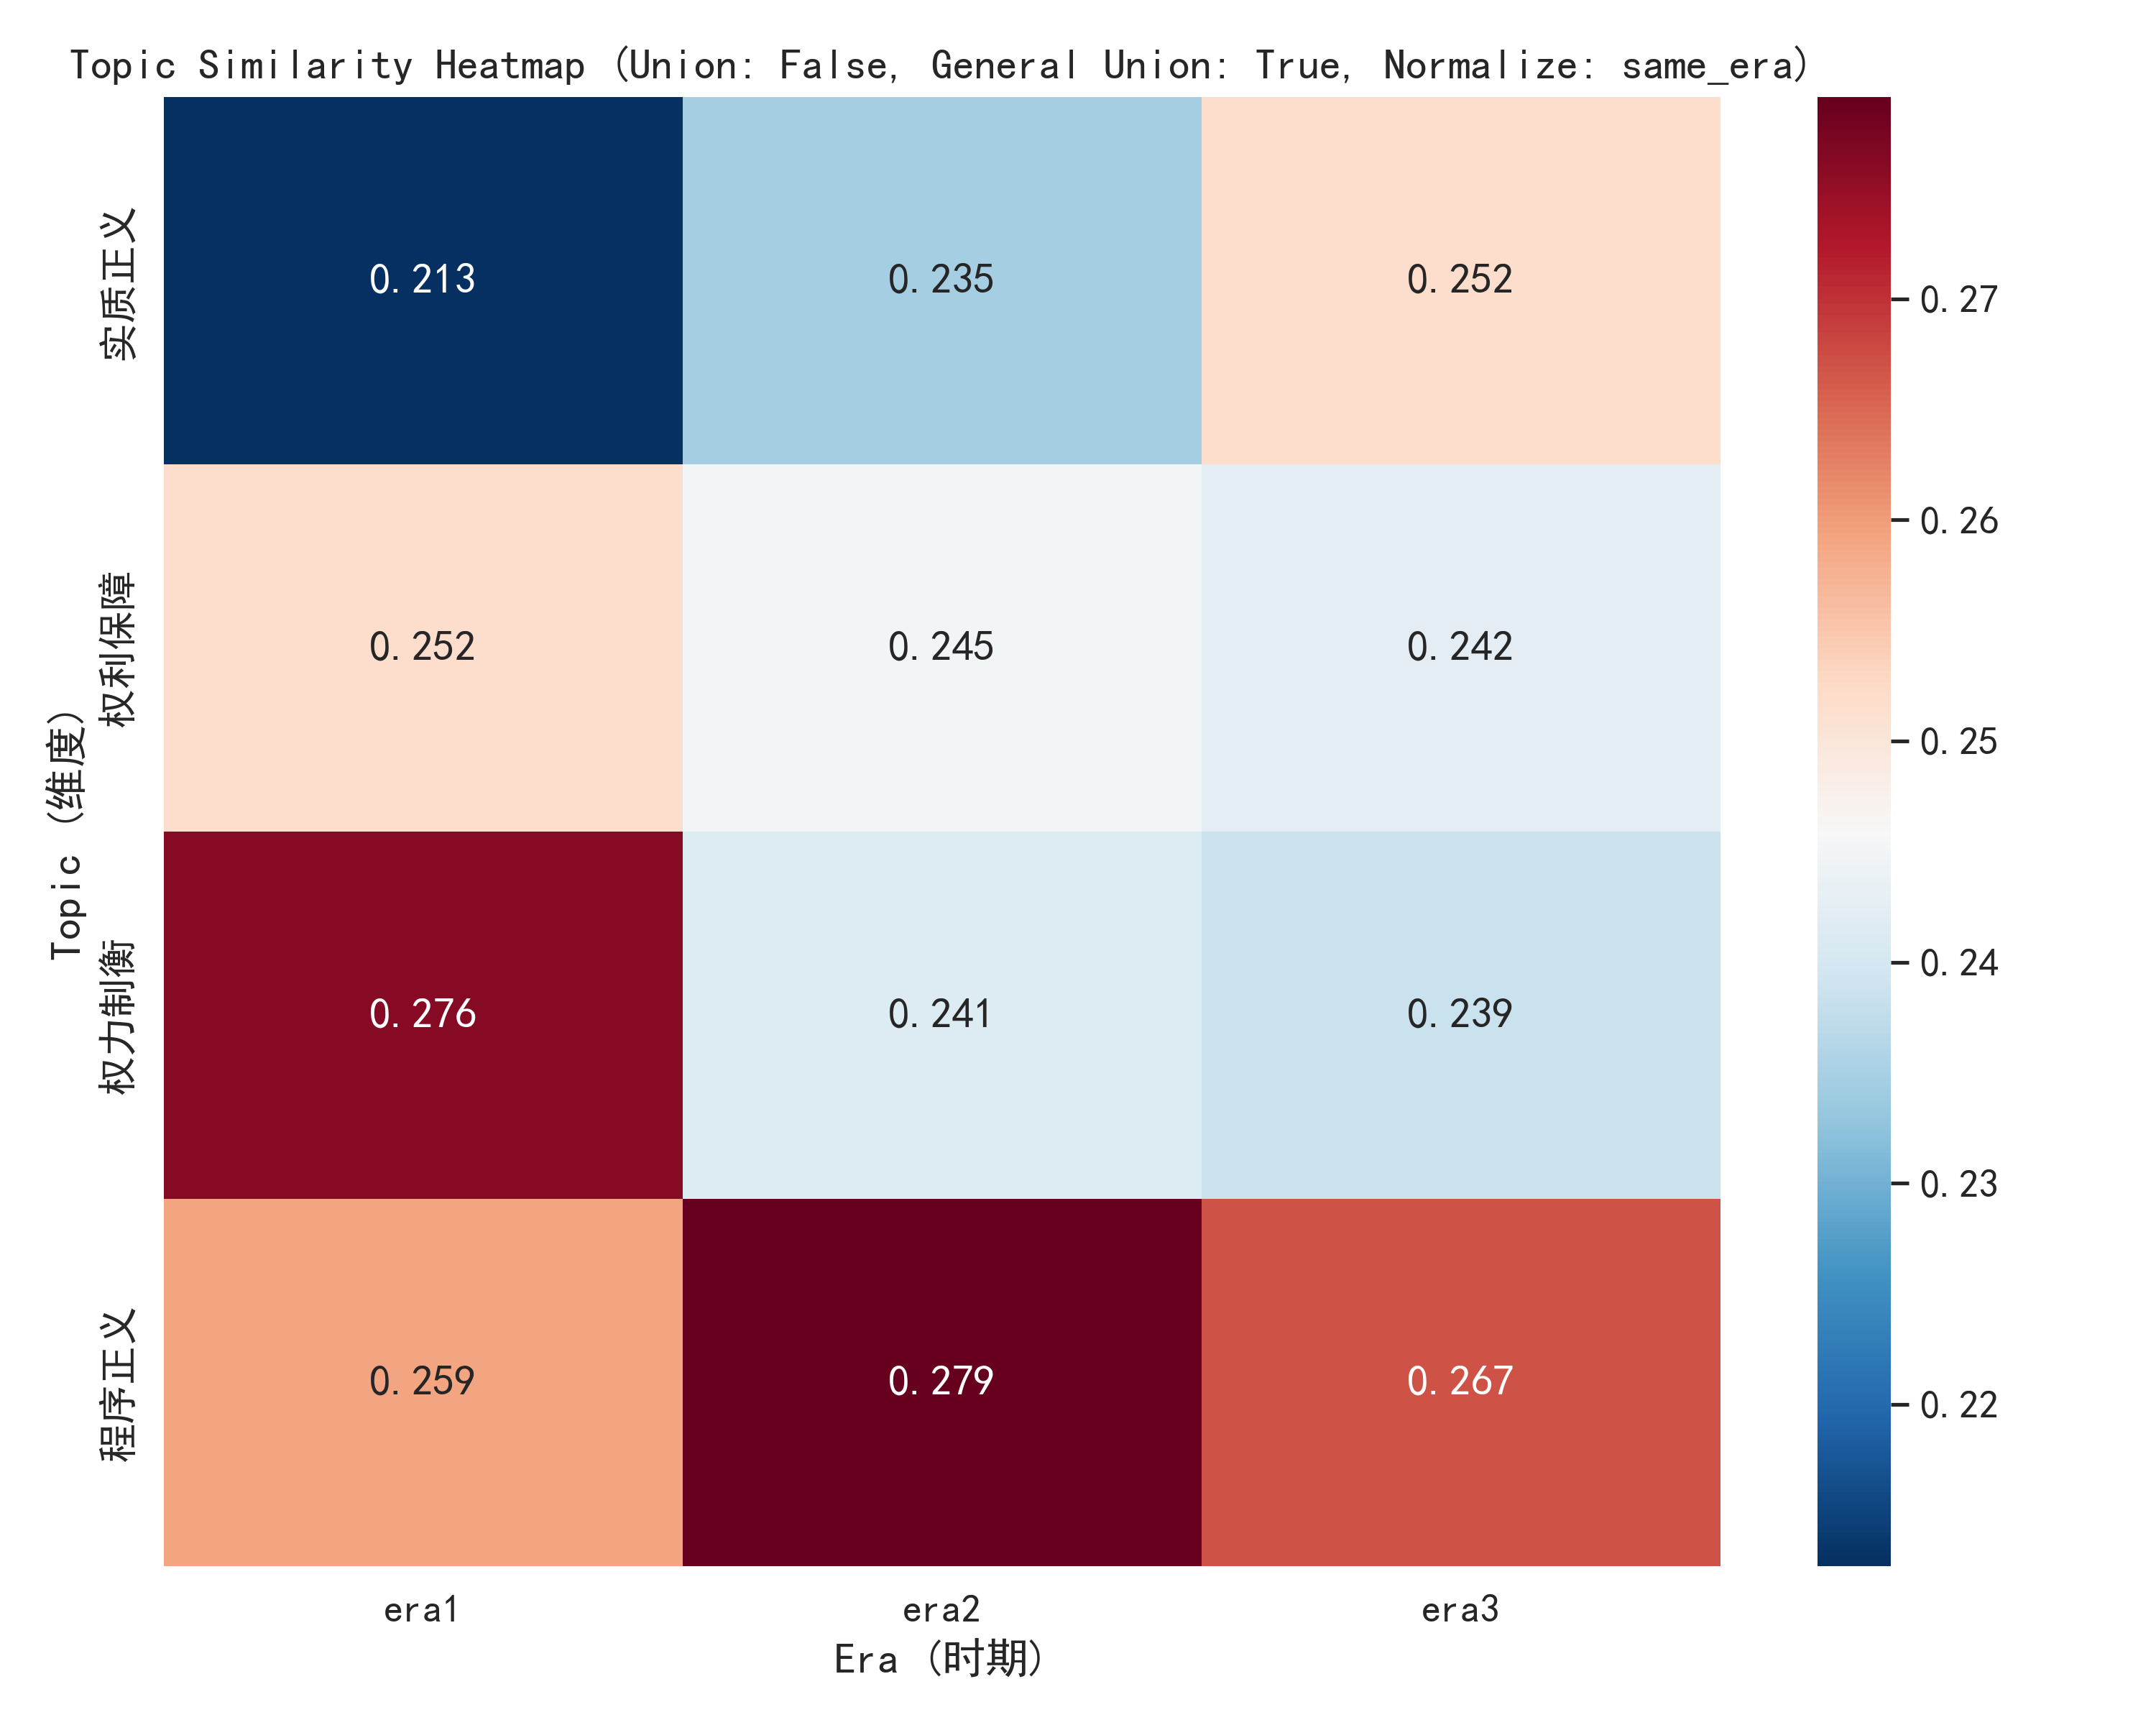 Topic Similarity Heatmap (Union: False, General Union: True, Normalize: same_era)
Topic (维度)
实质正义
0.213
0.235
0.252
权利保障
0.252
0.245
0.242
权力制衡
0.276
0.241
0.239
程序正义
0.259
0.279
0.267
era1
era2
era3
Era (时期)
0.27
0.26
0.25
0.24
0.23
0.22